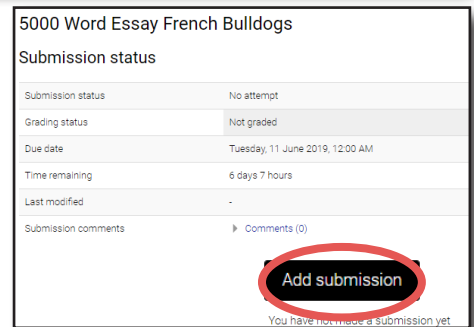 5000 Word Essay French Bulldogs
Submission status
Submission status No attempt
Grading status Not graded
Due date Tuesday, 11 June 2019, 12:00 AM
Time remaining 6 days 7 hours
Last modified -
Submission comments Comments (0)
Add submission
You have not made a submission yet